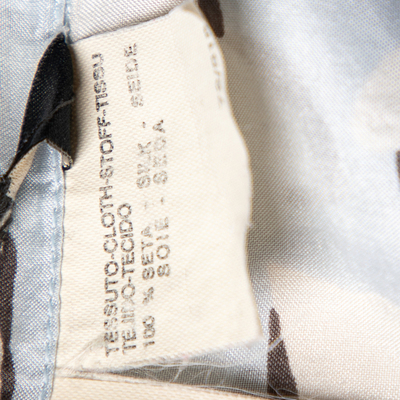 TESSUTO-CLOTH-STOFF-TISSU
TEJIDO-TECIDO
100 % SETA - SILK - SEIDE
SOIE - SEDA